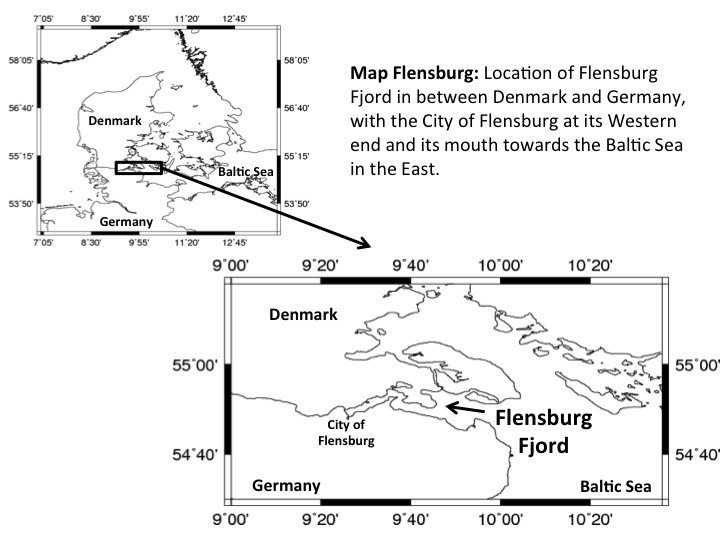 7˚05' 8˚30' 9˚55' 11˚20' 12˚45'
58˚05' 58˚05'
56˚40' 56˚40'
Denmark
55˚15' 55˚15'
Baltic Sea
53˚50' 53˚50'
Germany
7˚05' 8˚30' 9˚55' 11˚20' 12˚45'
Map Flensburg: Location of Flensburg
Fjord in between Denmark and Germany,
with the City of Flensburg at its Western
end and its mouth towards the Baltic Sea
in the East.
9˚00' 9˚20' 9˚40' 10˚00' 10˚20'
Denmark
55˚00' 55˚00'
City of
Flensburg
Flensburg
Fjord
54˚40' 54˚40'
Germany Baltic Sea
9˚00' 9˚20' 9˚40' 10˚00' 10˚20'